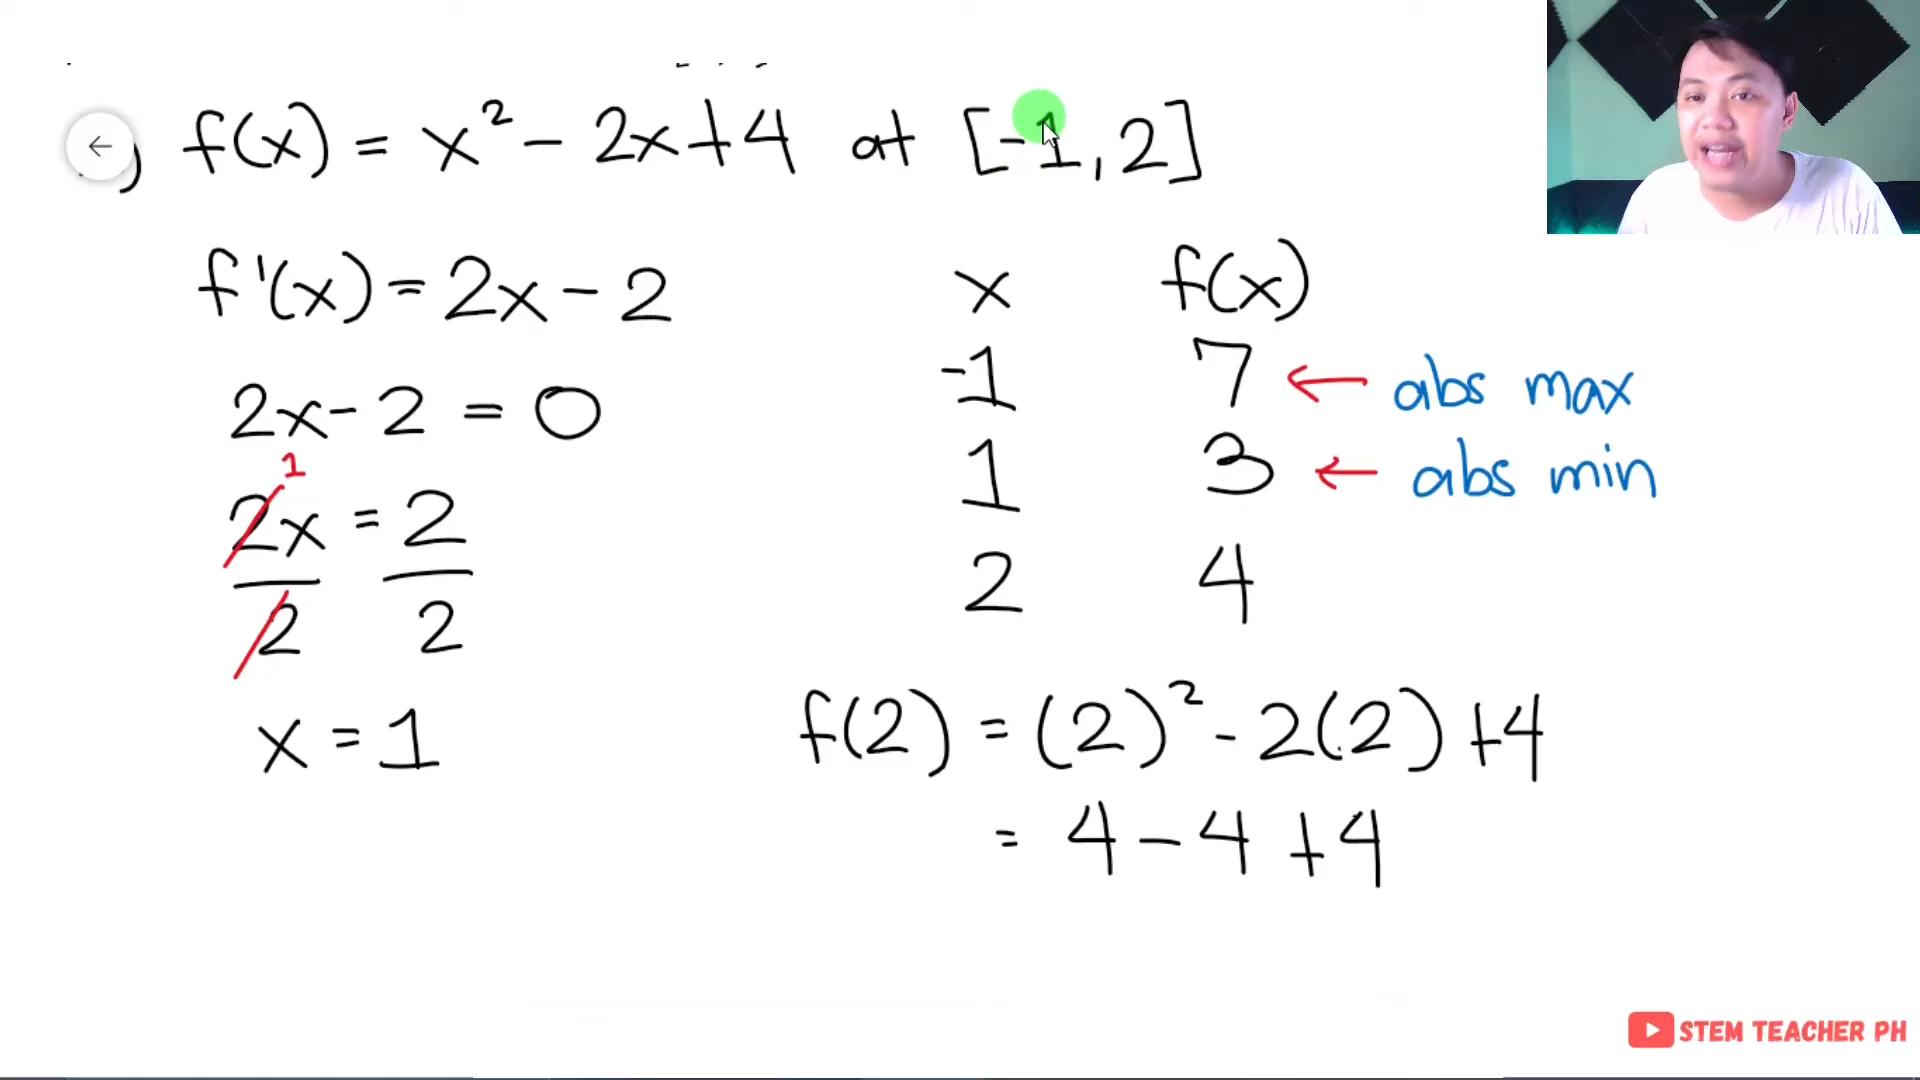 ) f(x) = x² - 2x + 4 at [-1, 2]
f'(x) = 2x - 2
2x - 2 = 0
1
2x = 2
2 2
x = 1
x f(x)
-1 7 ← abs max
1 3 ← abs min
2 4
f(2) = (2)² - 2(2) + 4
= 4 - 4 + 4
STEM TEACHER PH